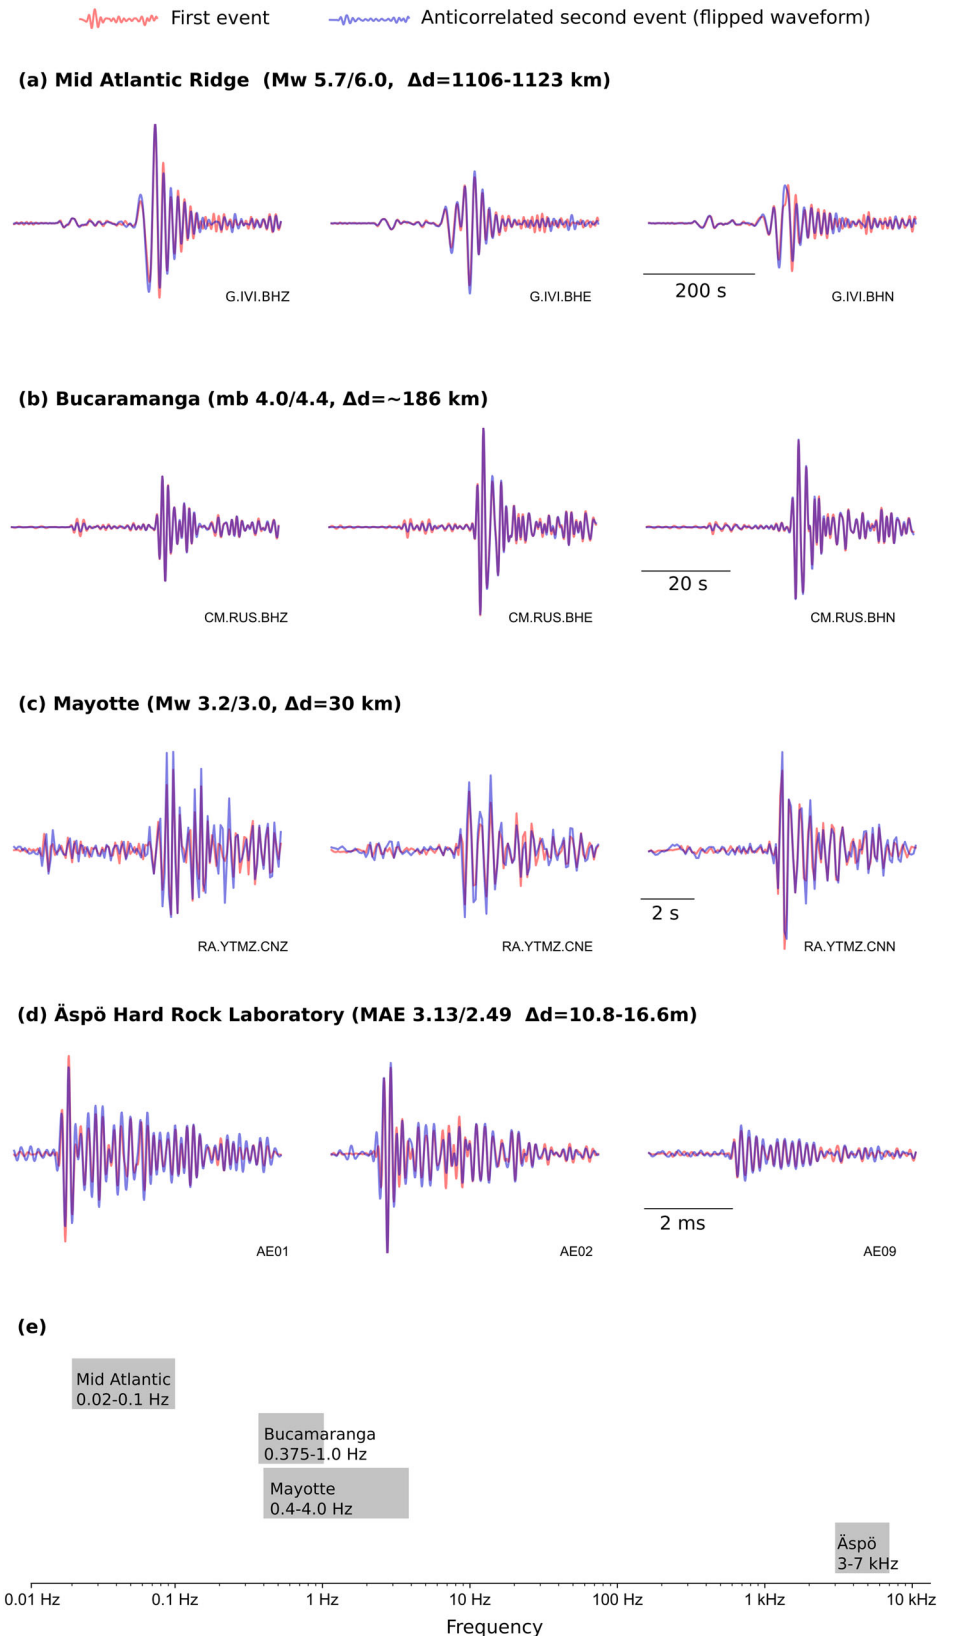 First event
Anticorrelated second event (flipped waveform)
(a) Mid Atlantic Ridge (Mw 5.7/6.0, Δd=1106-1123 km)
200 s
G.IVI.BHZ
G.IVI.BHE
G.IVI.BHN
(b) Bucaramanga (mb 4.0/4.4, Δd=~186 km)
20 s
CM.RUS.BHZ
CM.RUS.BHE
CM.RUS.BHN
(c) Mayotte (Mw 3.2/3.0, Δd=30 km)
2 s
RA.YTMZ.CNZ
RA.YTMZ.CNE
RA.YTMZ.CNN
(d) Äspö Hard Rock Laboratory (MAE 3.13/2.49 Δd=10.8-16.6m)
2 ms
AE01
AE02
AE09
(e)
Mid Atlantic
0.02-0.1 Hz
Bucamaranga
0.375-1.0 Hz
Mayotte
0.4-4.0 Hz
Äspö
3-7 kHz
0.01 Hz
0.1 Hz
1 Hz
10 Hz
100 Hz
1 kHz
10 kHz
Frequency